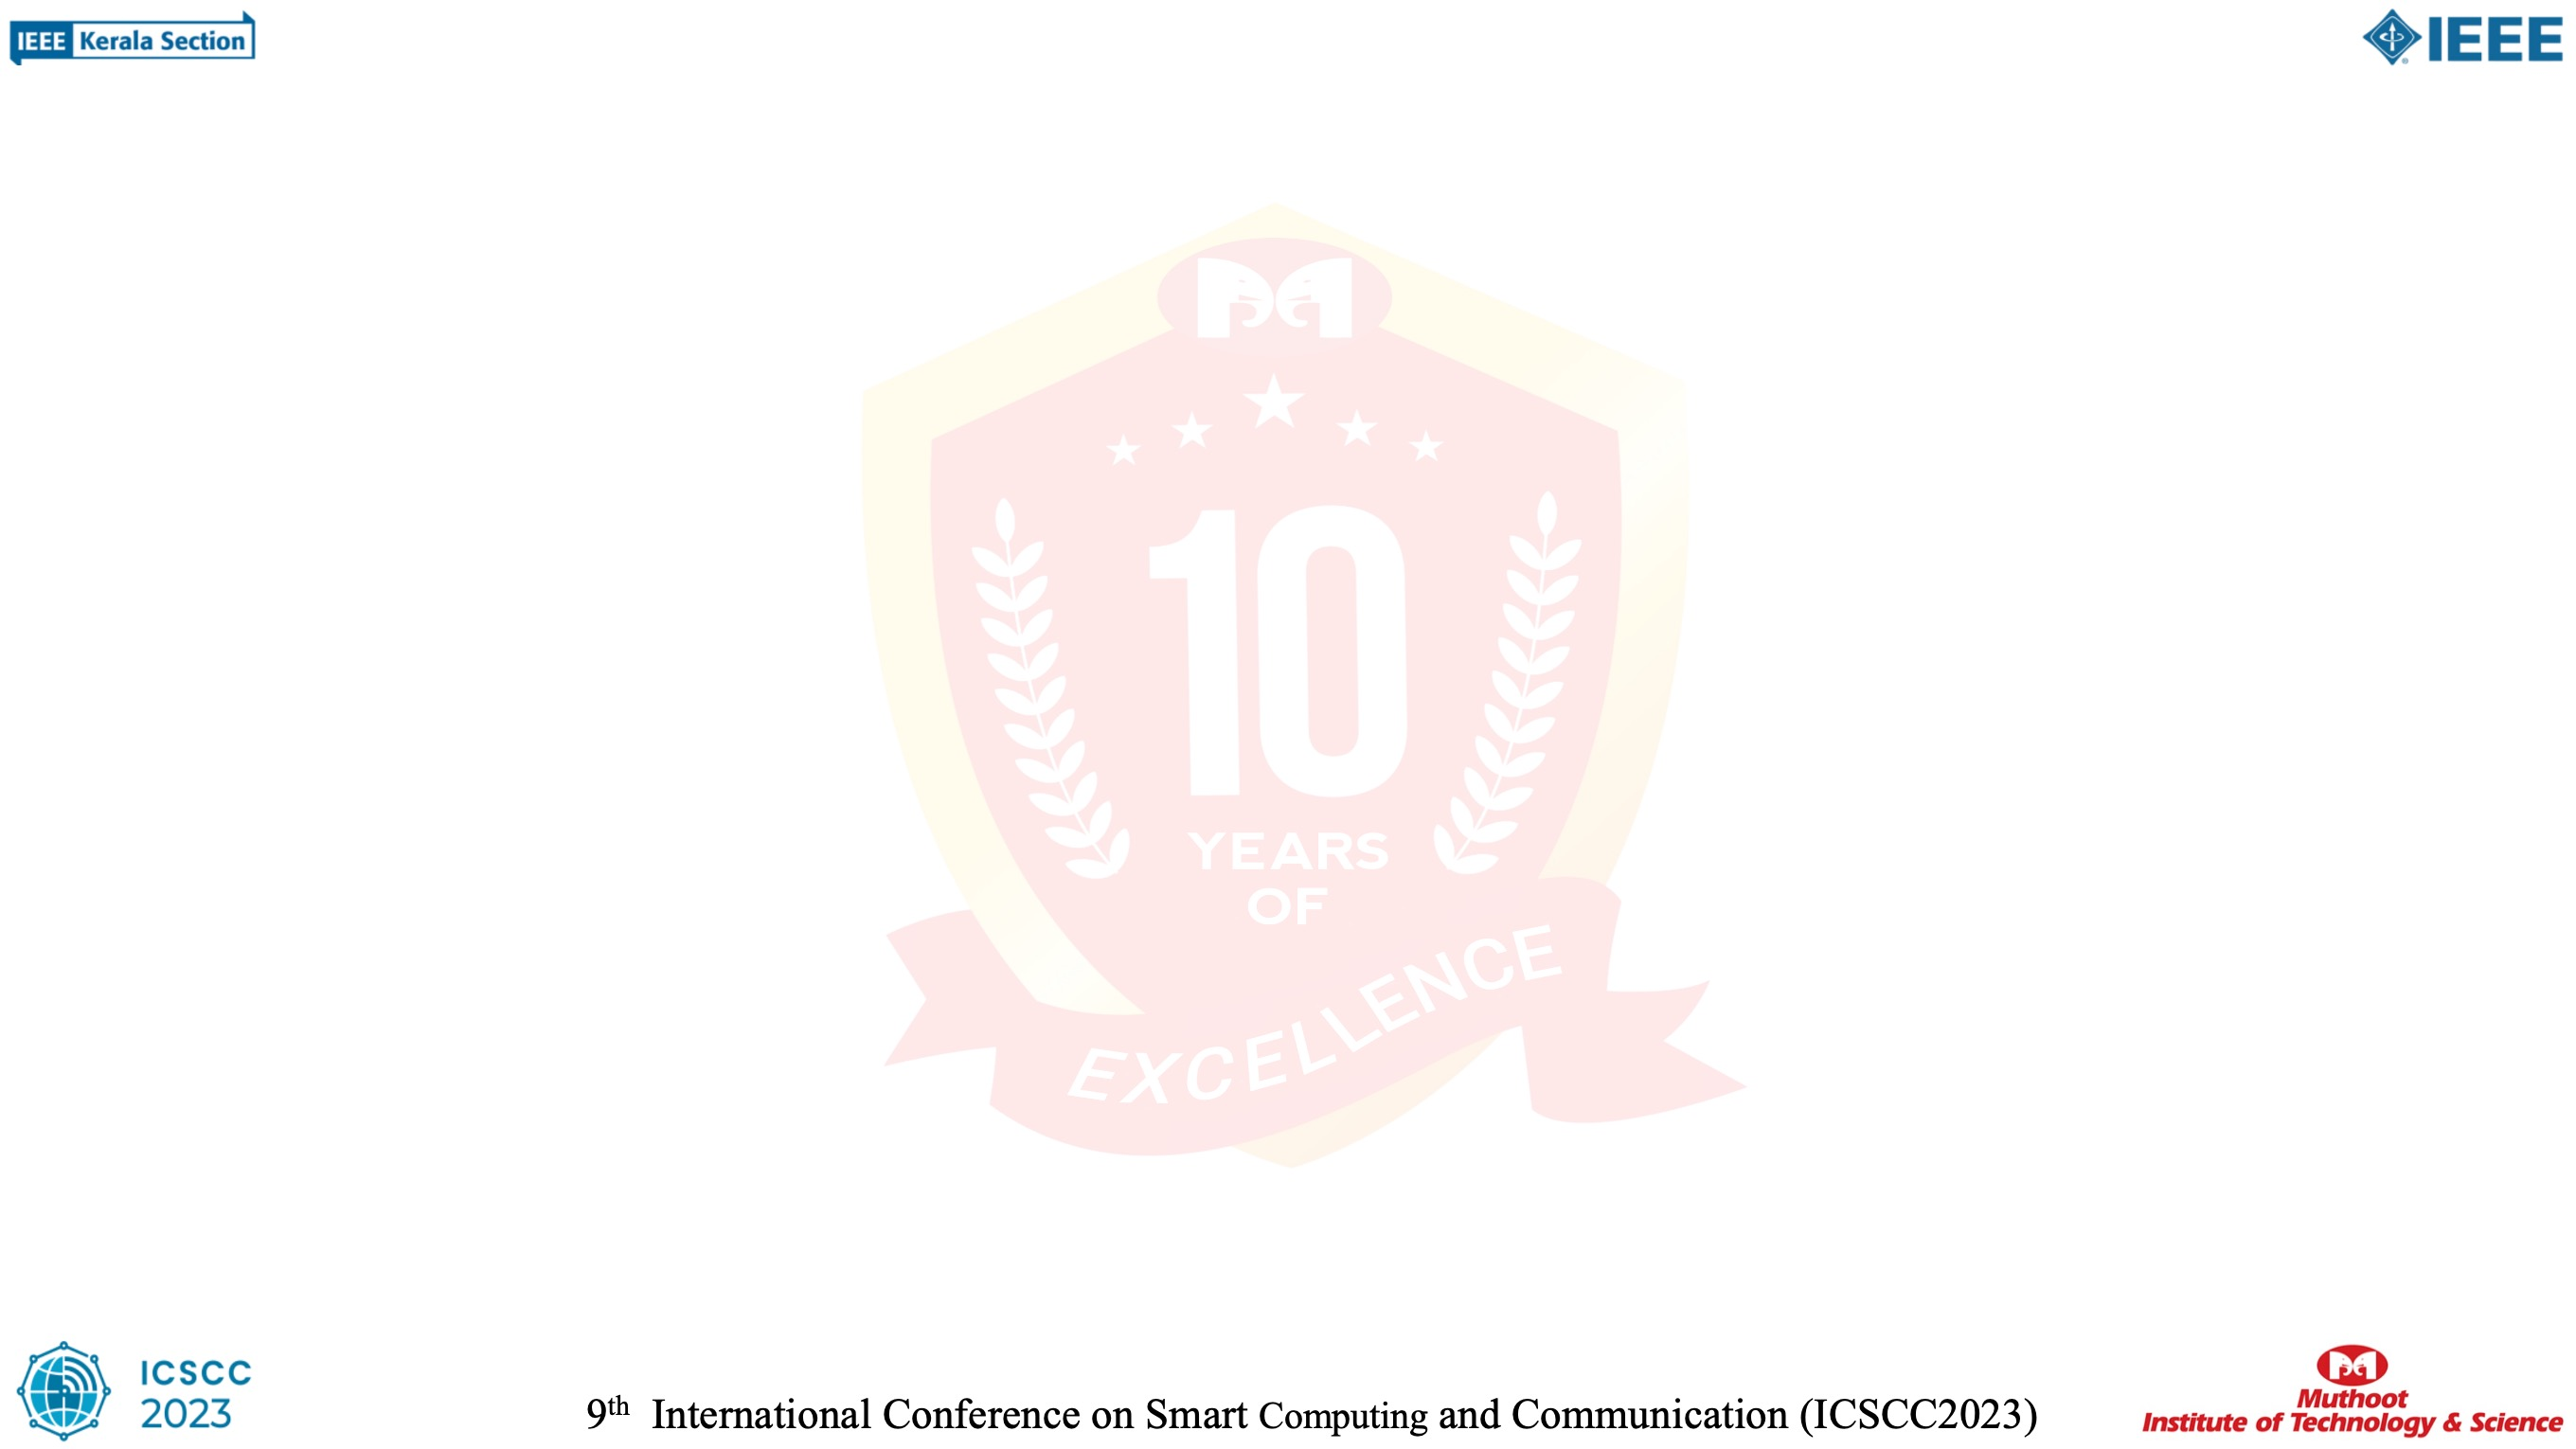 IEEE Kerala Section
IEEE
10
YEARS
OF
EXCELLENCE
ICSCC
2023
9th International Conference on Smart Computing and Communication (ICSCC2023)
Muthoot
Institute of Technology & Science